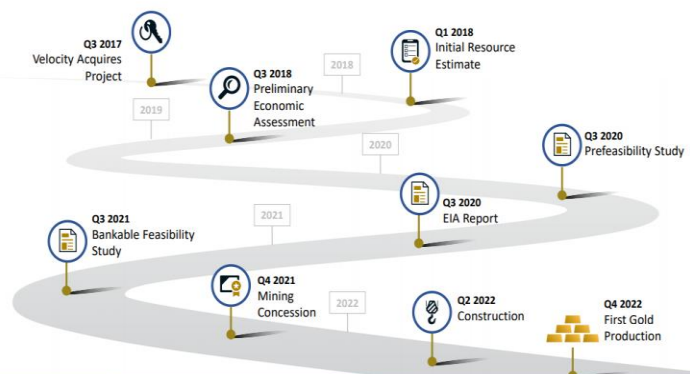 Q3 2017
Velocity Acquires
Project
Q1 2018
Initial Resource
Estimate
2018
Q3 2018
Preliminary
Economic
Assessment
2019
2020
Q3 2020
Prefeasibility Study
Q3 2020
EIA Report
2021
Q3 2021
Bankable Feasibility
Study
Q4 2021
Mining
Concession
2022
Q2 2022
Construction
Q4 2022
First Gold
Production